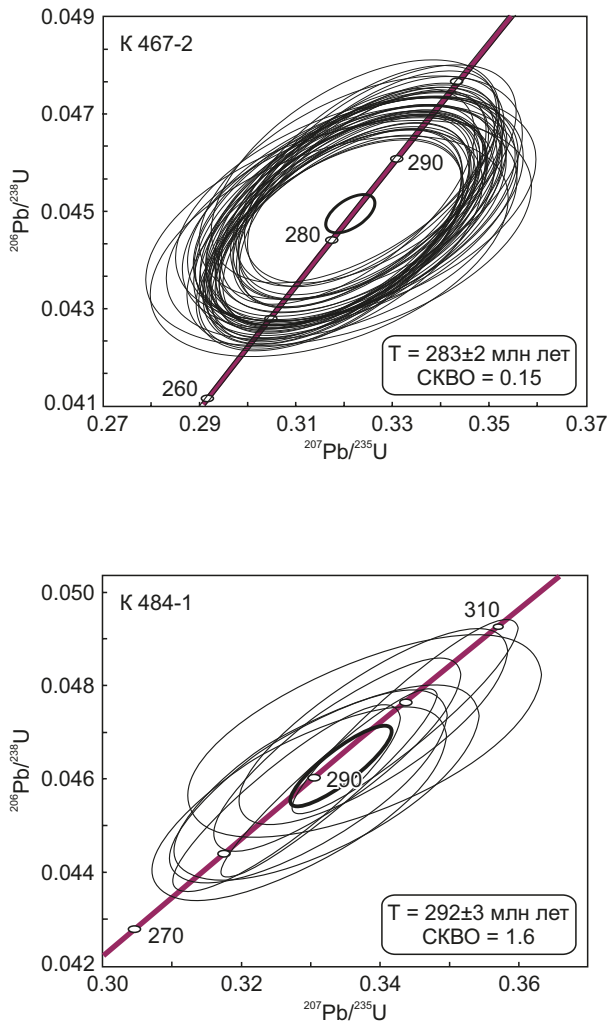 К 467-2
0.049
0.047
0.045
0.043
0.041
²⁰⁶Pb/²³⁸U
290
280
260
T = 283±2 млн лет
СКВО = 0.15
0.27 0.29 0.31 0.33 0.35 0.37
²⁰⁷Pb/²³⁵U
К 484-1
0.050
0.048
0.046
0.044
0.042
²⁰⁶Pb/²³⁸U
310
290
270
T = 292±3 млн лет
СКВО = 1.6
0.30 0.32 0.34 0.36
²⁰⁷Pb/²³⁵U